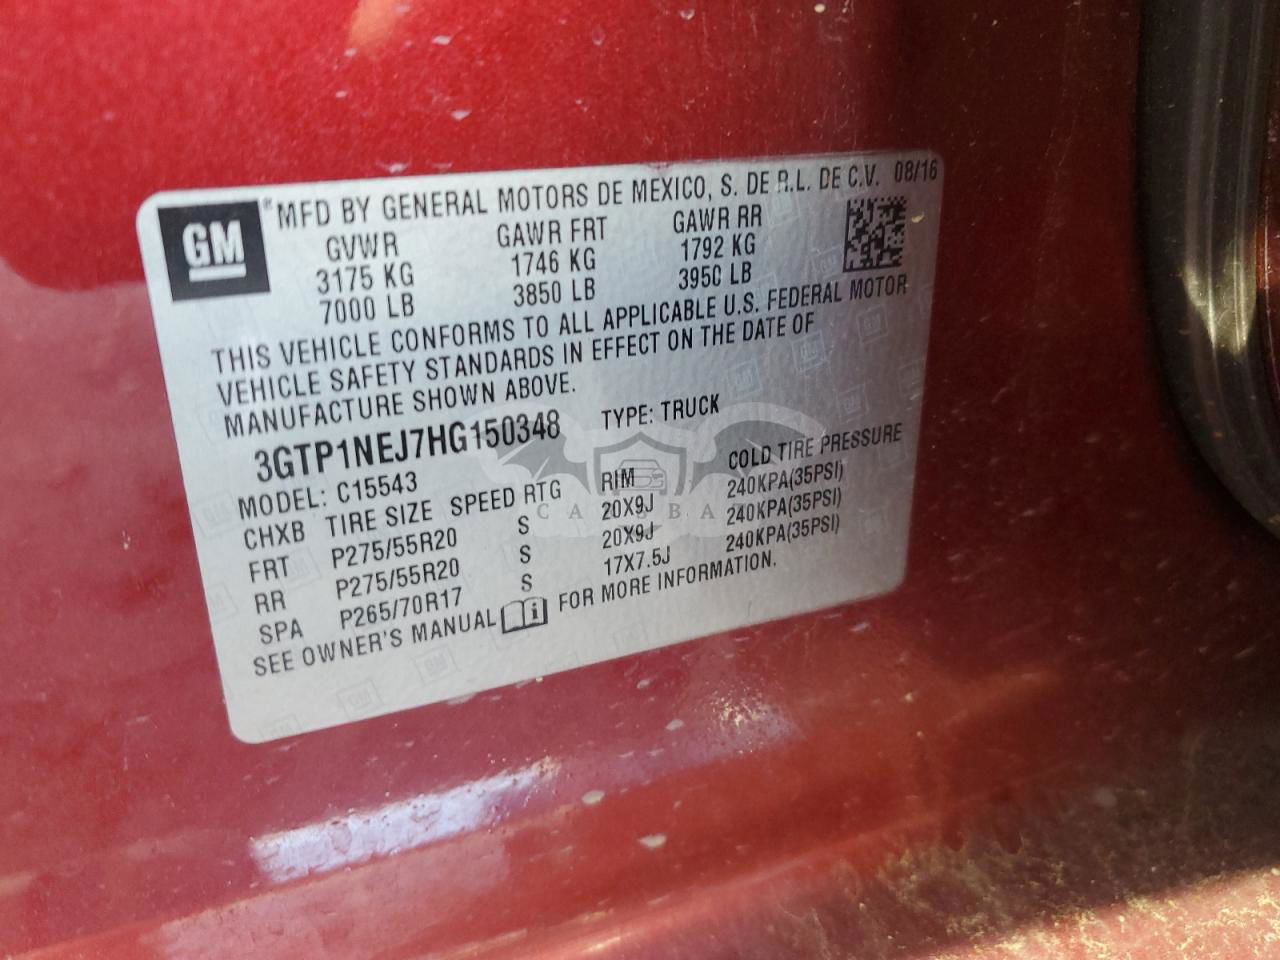 GM
® MFD BY GENERAL MOTORS DE MEXICO, S. DE R.L. DE C.V. 08/16
GVWR GAWR FRT GAWR RR
3175 KG 1746 KG 1792 KG
7000 LB 3850 LB 3950 LB
THIS VEHICLE CONFORMS TO ALL APPLICABLE U.S. FEDERAL MOTOR
VEHICLE SAFETY STANDARDS IN EFFECT ON THE DATE OF
MANUFACTURE SHOWN ABOVE.
3GTP1NEJ7HG150348 TYPE: TRUCK
MODEL: C15543
CHXB TIRE SIZE SPEED RTG RIM COLD TIRE PRESSURE
FRT P275/55R20 S 20X9J 240KPA(35PSI)
RR P275/55R20 S 20X9J 240KPA(35PSI)
SPA P265/70R17 S 17X7.5J 240KPA(35PSI)
SEE OWNER'S MANUAL FOR MORE INFORMATION.